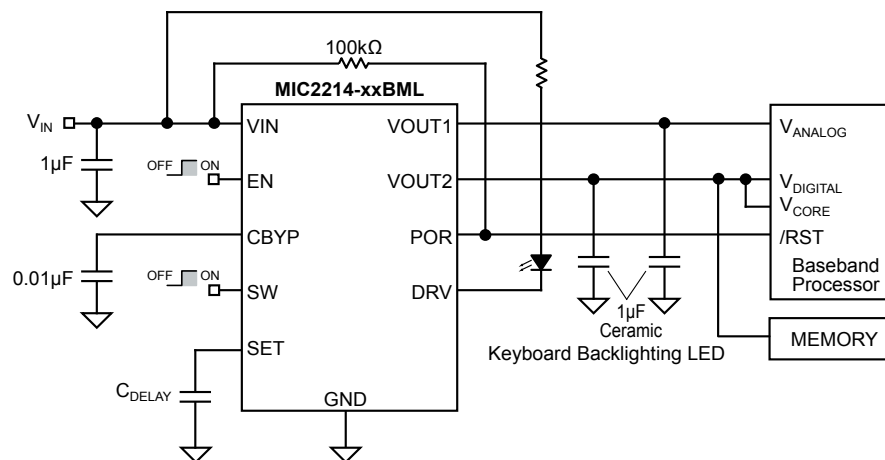 100kΩ
MIC2214-xxBML
VIN
1µF
OFF ON
0.01µF
OFF ON
CDELAY
VIN
EN
CBYP
SW
SET
GND
VOUT1
VOUT2
POR
DRV
1µF
Ceramic
Keyboard Backlighting LED
VANALOG
VDIGITAL
VCORE
/RST
Baseband
Processor
MEMORY